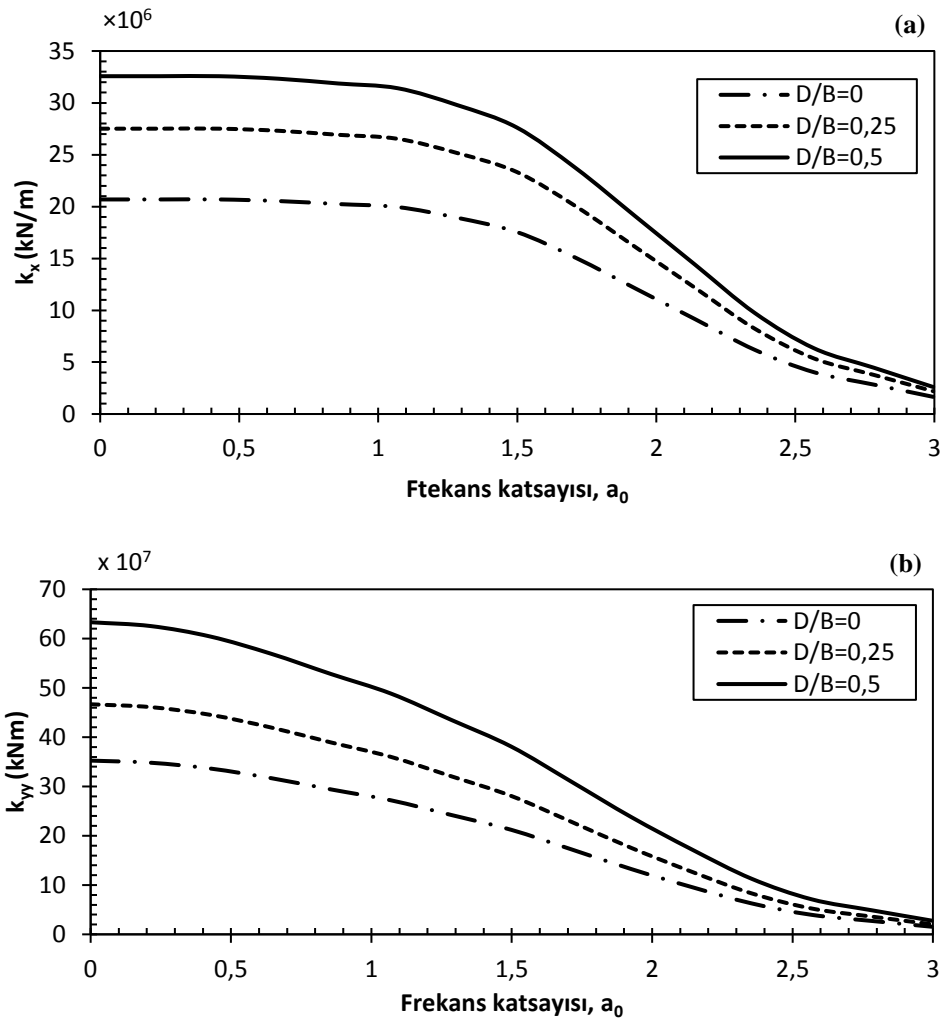 ×10⁶
(a)
35
30
25
20
15
10
5
0
kₓ (kN/m)
D/B=0
D/B=0,25
D/B=0,5
0 0,5 1 1,5 2 2,5 3
Ftekans katsayısı, a₀
x 10⁷
(b)
70
60
50
40
30
20
10
0
k_yy (kNm)
D/B=0
D/B=0,25
D/B=0,5
0 0,5 1 1,5 2 2,5 3
Frekans katsayısı, a₀